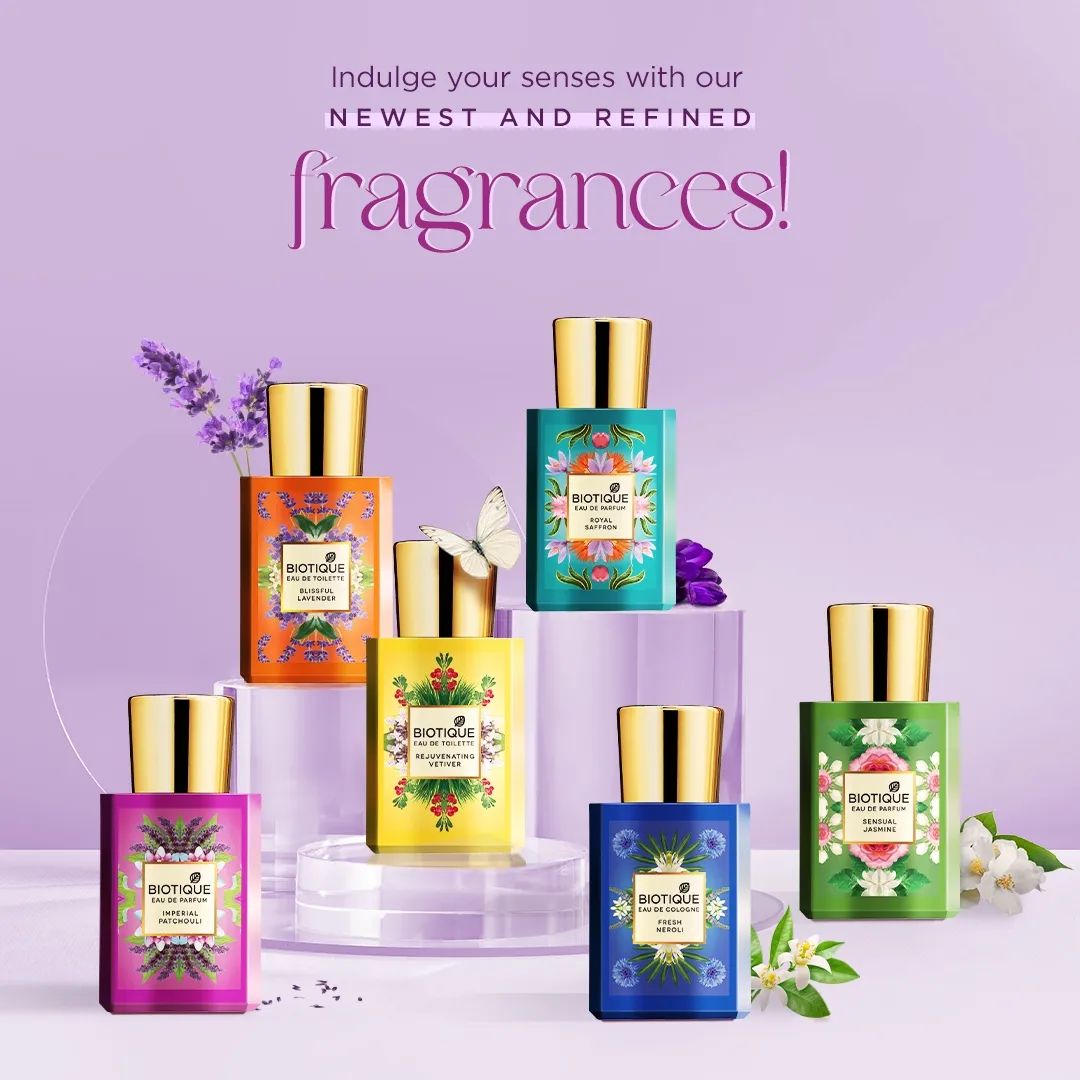 Indulge your senses with our
NEWEST AND REFINED
fragrances!
BIOTIQUE
EAU DE PARFUM
ROYAL
SAFFRON
BIOTIQUE
EAU DE TOILETTE
BLISSFUL
LAVENDER
BIOTIQUE
EAU DE TOILETTE
REJUVENATING
VETIVER
BIOTIQUE
EAU DE PARFUM
SENSUAL
JASMINE
BIOTIQUE
EAU DE PARFUM
IMPERIAL
PATCHOULI
BIOTIQUE
EAU DE COLOGNE
FRESH
NEROLI